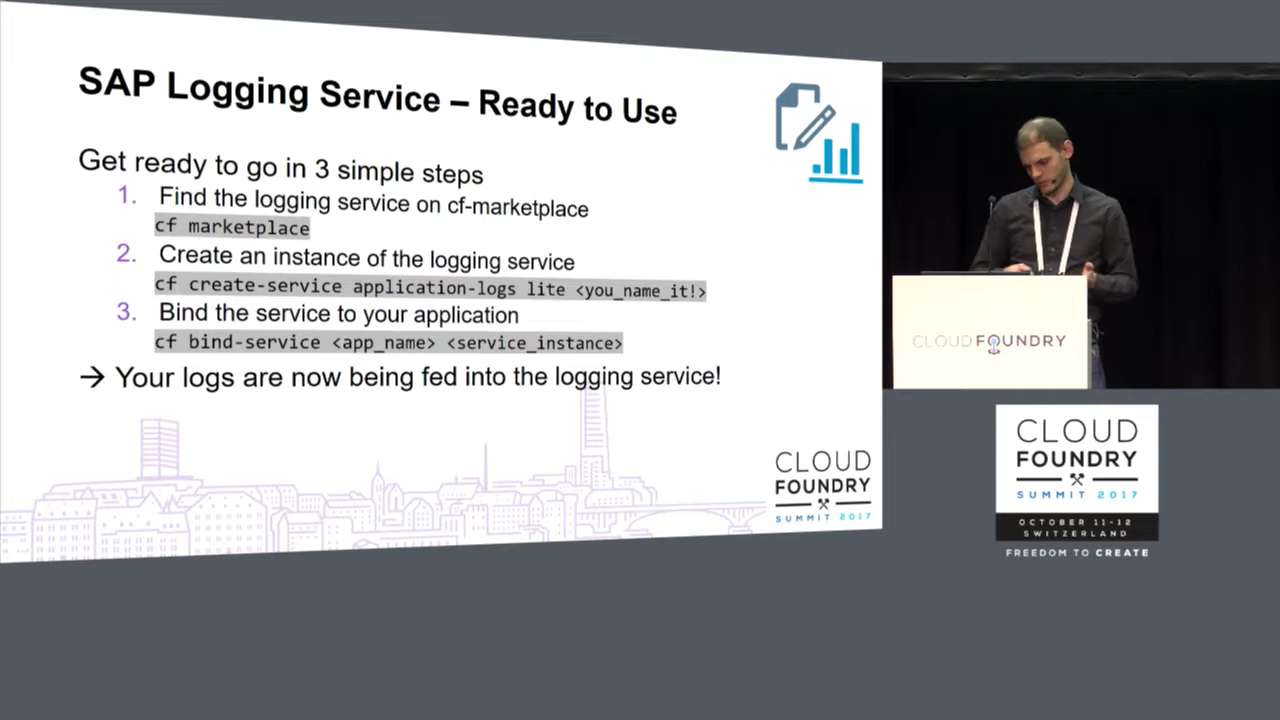 SAP Logging Service – Ready to Use
Get ready to go in 3 simple steps
1. Find the logging service on cf-marketplace
cf marketplace
2. Create an instance of the logging service
cf create-service application-logs lite <you_name_it!>
3. Bind the service to your application
cf bind-service <app_name> <service_instance>
→ Your logs are now being fed into the logging service!
CLOUD
FOUNDRY
SUMMIT 2017
CLOUDFOUNDRY
CLOUD
FOUNDRY
SUMMIT 2017
OCTOBER 11-12
SWITZERLAND
FREEDOM TO CREATE